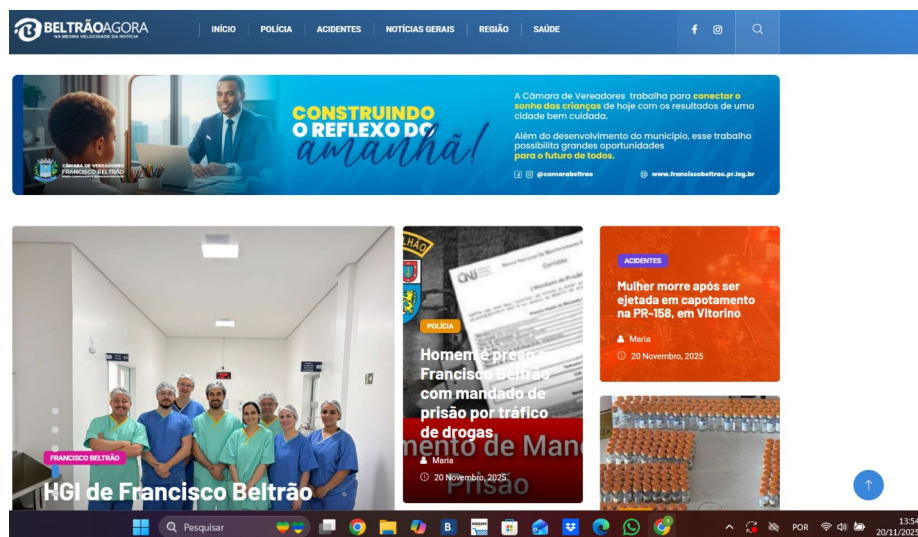 BELTRÃOAGORA
NA MESMA VELOCIDADE DA NOTÍCIA
INÍCIO POLÍCIA ACIDENTES NOTÍCIAS GERAIS REGIÃO SAÚDE
CONSTRUINDO
O REFLEXO DO
amanhã!
A Câmara de Vereadores trabalha para conectar o
sonho das crianças de hoje com os resultados de uma
cidade bem cuidada.
Além do desenvolvimento do município, esse trabalho
possibilita grandes oportunidades
para o futuro de todos.
@camarabeltrao www.franciscobeltrao.pr.leg.br
CÂMARA DE VEREADORES
FRANCISCO BELTRÃO
FRANCISCO BELTRÃO
HGI de Francisco Beltrão
CNJ
POLÍCIA
Homem é preso em
Francisco Beltrão
com mandado de
prisão por tráfico
de drogas
mento de Man
Prisão
Maria
20 Novembro, 2025
ACIDENTES
Mulher morre após ser
ejetada em capotamento
na PR-158, em Vitorino
Maria
20 Novembro, 2025
Pesquisar
POR
13:54
20/11/2025